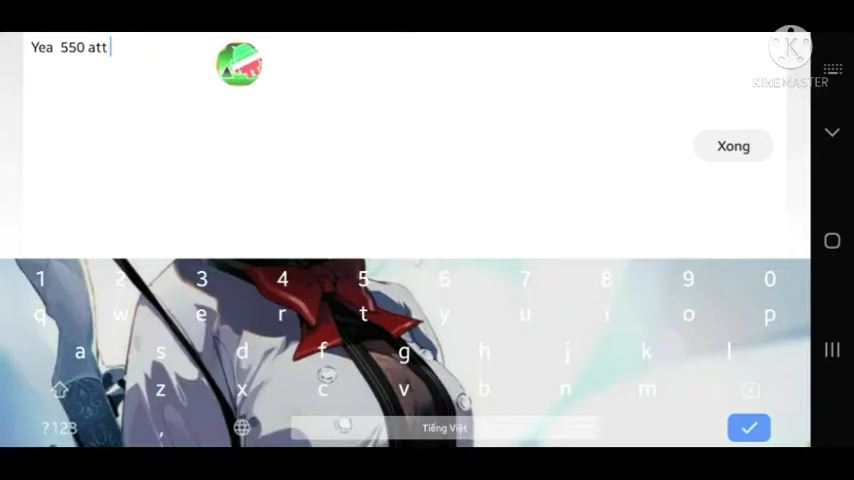 Yea  550 att
KINEMASTER
Xong
1 2 3 4 5 6 7 8 9 0
q w e r t y u i o p
a s d f g h j k l
z x c v b n m
?123 , Tiếng Việt